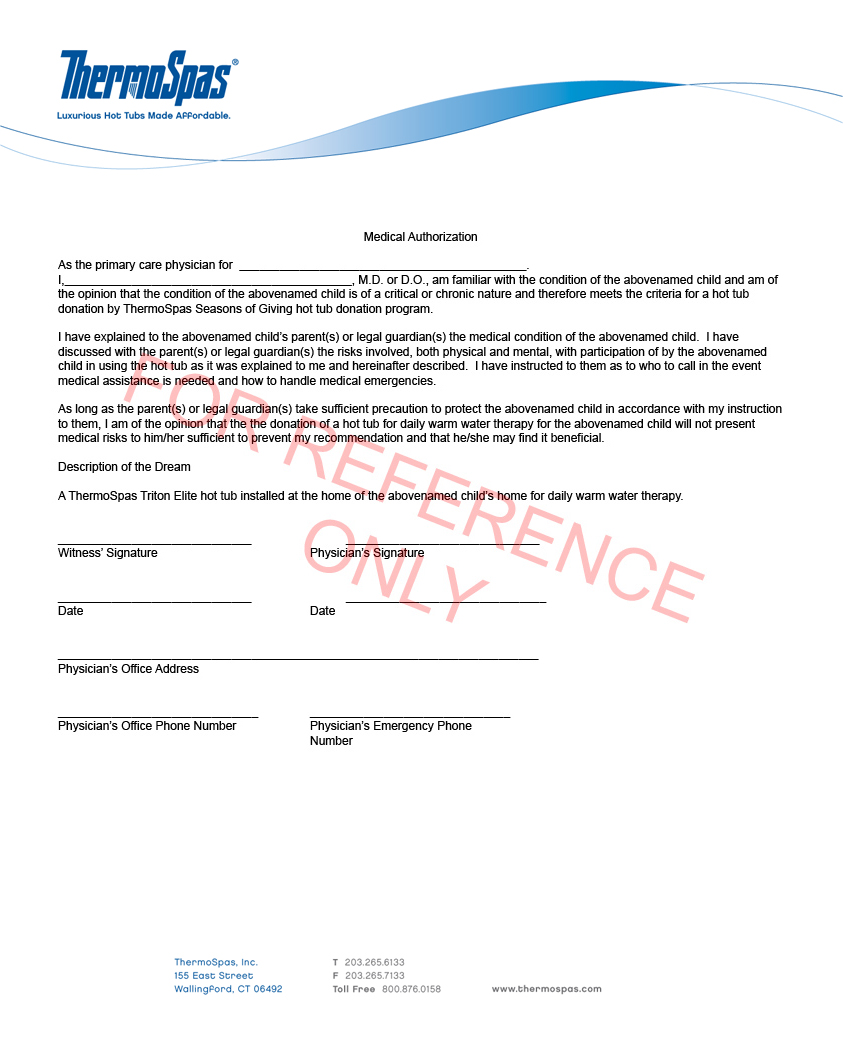 ThermoSpas®
Luxurious Hot Tubs Made Affordable.
Medical Authorization
As the primary care physician for ___________________________________________.
I,___________________________________________, M.D. or D.O., am familiar with the condition of the abovenamed child and am of
the opinion that the condition of the abovenamed child is of a critical or chronic nature and therefore meets the criteria for a hot tub
donation by ThermoSpas Seasons of Giving hot tub donation program.
I have explained to the abovenamed child's parent(s) or legal guardian(s) the medical condition of the abovenamed child.  I have
discussed with the parent(s) or legal guardian(s) the risks involved, both physical and mental, with participation of by the abovenamed
child in using the hot tub as it was explained to me and hereinafter described.  I have instructed to them as to who to call in the event
medical assistance is needed and how to handle medical emergencies.
As long as the parent(s) or legal guardian(s) take sufficient precaution to protect the abovenamed child in accordance with my instruction
to them, I am of the opinion that the the donation of a hot tub for daily warm water therapy for the abovenamed child will not present
medical risks to him/her sufficient to prevent my recommendation and that he/she may find it beneficial.
Description of the Dream
A ThermoSpas Triton Elite hot tub installed at the home of the abovenamed child's home for daily warm water therapy.
FOR REFERENCE
ONLY
_____________________________ _____________________________
Witness' Signature Physician's Signature
_____________________________ ______________________________
Date Date
________________________________________________________________________
Physician's Office Address
______________________________ ______________________________
Physician's Office Phone Number Physician's Emergency Phone
Number
ThermoSpas, Inc. T 203.265.6133
155 East Street F 203.265.7133
Wallingford, CT 06492 Toll Free 800.876.0158 www.thermospas.com